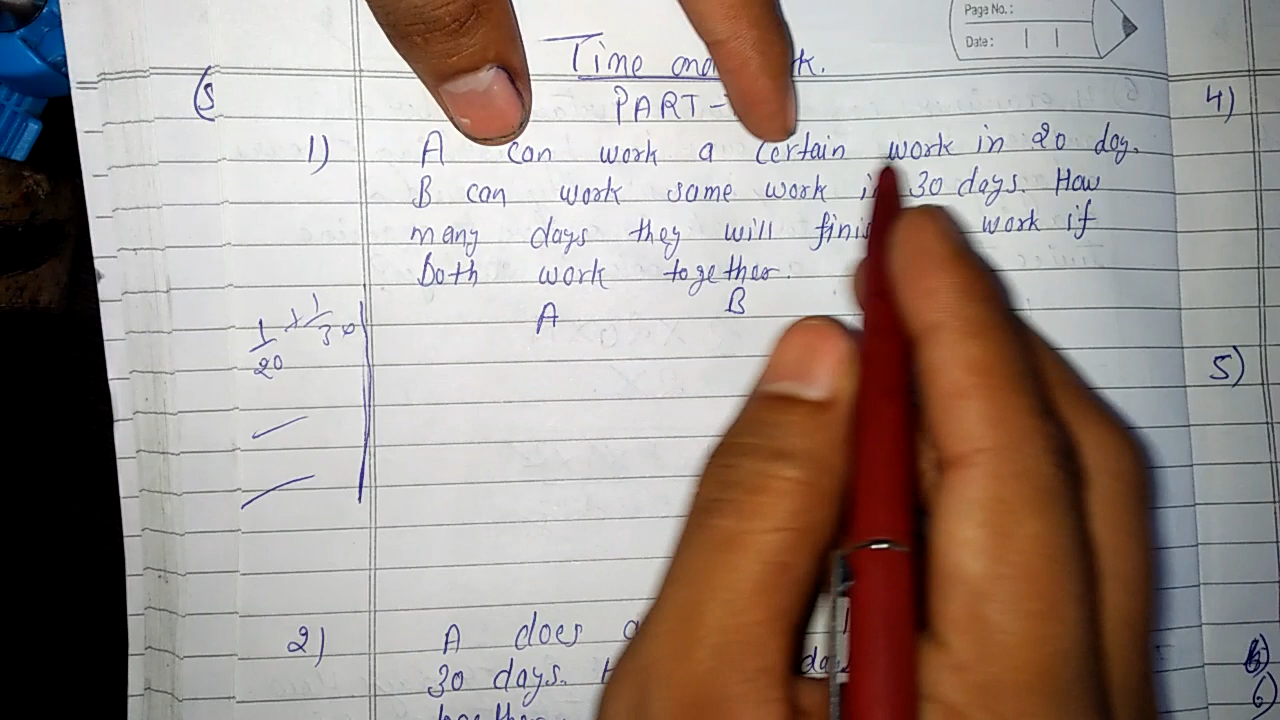 Page No.:
Date:
Time k.
PART-
1) A can work a certain work in 20 day.
B can work same work 30 days. How
many days they will work if
both work together.
A B
1/20 + 1/30
2) A does
30 days.
4)
5)
6)